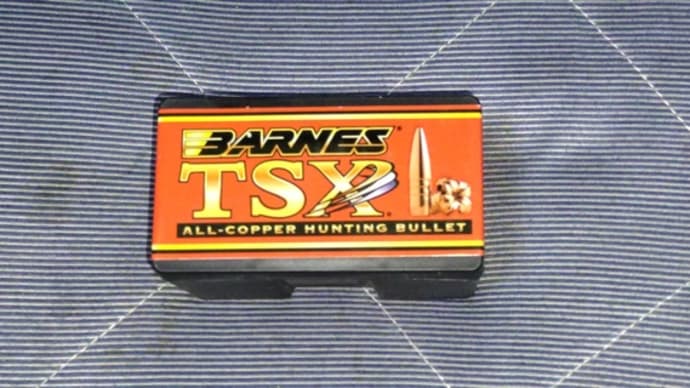 BARNES®
TSX®
ALL-COPPER HUNTING BULLET